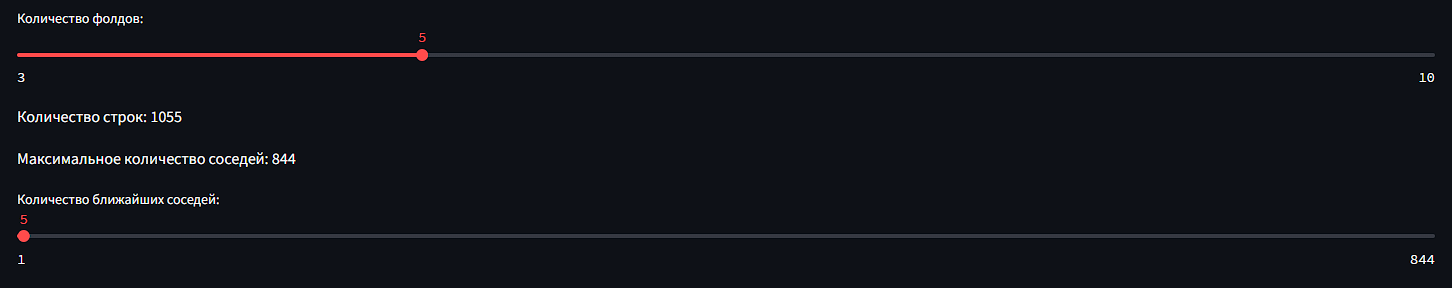 Количество фолдов:
5
3 10
Количество строк: 1055
Максимальное количество соседей: 844
Количество ближайших соседей:
5
1 844